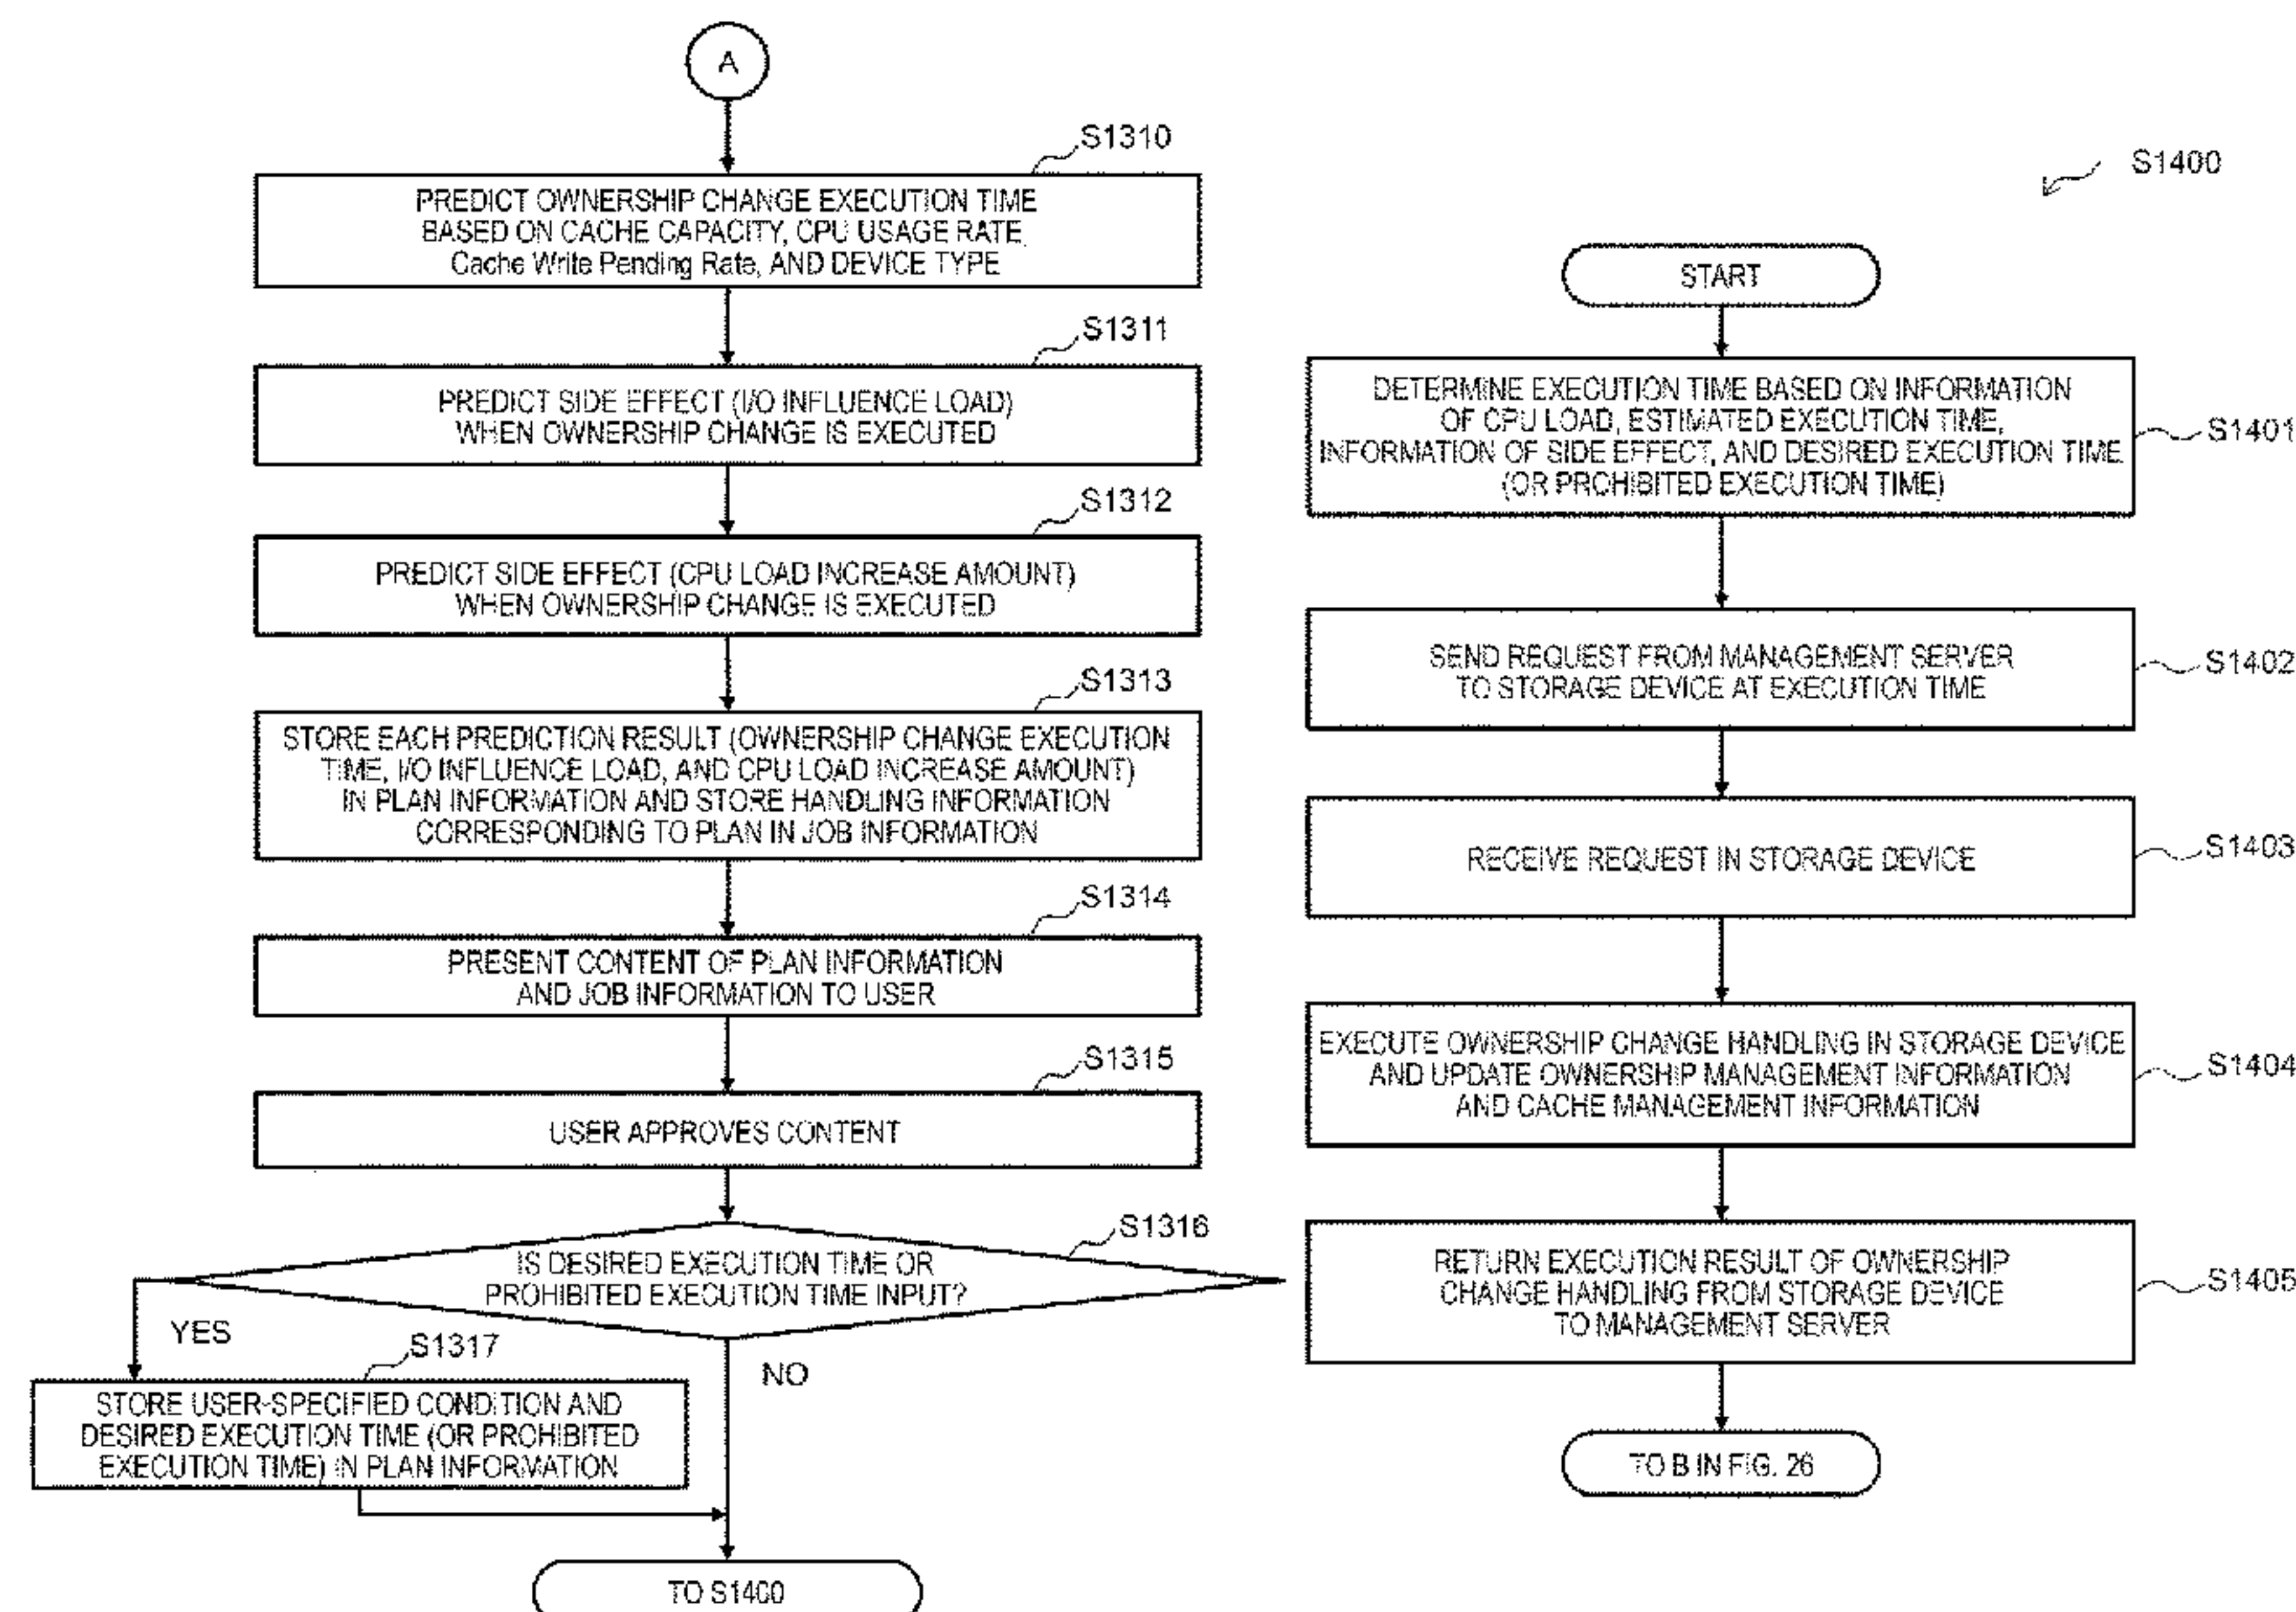 A
S1310
PREDICT OWNERSHIP CHANGE EXECUTION TIME
BASED ON CACHE CAPACITY, CPU USAGE RATE,
Cache Write Pending Rate, AND DEVICE TYPE
S1311
PREDICT SIDE EFFECT (I/O INFLUENCE LOAD)
WHEN OWNERSHIP CHANGE IS EXECUTED
S1312
PREDICT SIDE EFFECT (CPU LOAD INCREASE AMOUNT)
WHEN OWNERSHIP CHANGE IS EXECUTED
S1313
STORE EACH PREDICTION RESULT (OWNERSHIP CHANGE EXECUTION
TIME, I/O INFLUENCE LOAD, AND CPU LOAD INCREASE AMOUNT)
IN PLAN INFORMATION AND STORE HANDLING INFORMATION
CORRESPONDING TO PLAN IN JOB INFORMATION
S1314
PRESENT CONTENT OF PLAN INFORMATION
AND JOB INFORMATION TO USER
S1315
USER APPROVES CONTENT
S1316
IS DESIRED EXECUTION TIME OR
PROHIBITED EXECUTION TIME INPUT?
YES
NO
S1317
STORE USER-SPECIFIED CONDITION AND
DESIRED EXECUTION TIME (OR PROHIBITED
EXECUTION TIME) IN PLAN INFORMATION
TO S1400
S1400
START
DETERMINE EXECUTION TIME BASED ON INFORMATION
OF CPU LOAD, ESTIMATED EXECUTION TIME,
INFORMATION OF SIDE EFFECT, AND DESIRED EXECUTION TIME
(OR PROHIBITED EXECUTION TIME)
S1401
SEND REQUEST FROM MANAGEMENT SERVER
TO STORAGE DEVICE AT EXECUTION TIME
S1402
RECEIVE REQUEST IN STORAGE DEVICE
S1403
EXECUTE OWNERSHIP CHANGE HANDLING IN STORAGE DEVICE
AND UPDATE OWNERSHIP MANAGEMENT INFORMATION
AND CACHE MANAGEMENT INFORMATION
S1404
RETURN EXECUTION RESULT OF OWNERSHIP
CHANGE HANDLING FROM STORAGE DEVICE
TO MANAGEMENT SERVER
S1405
TO B IN FIG. 26